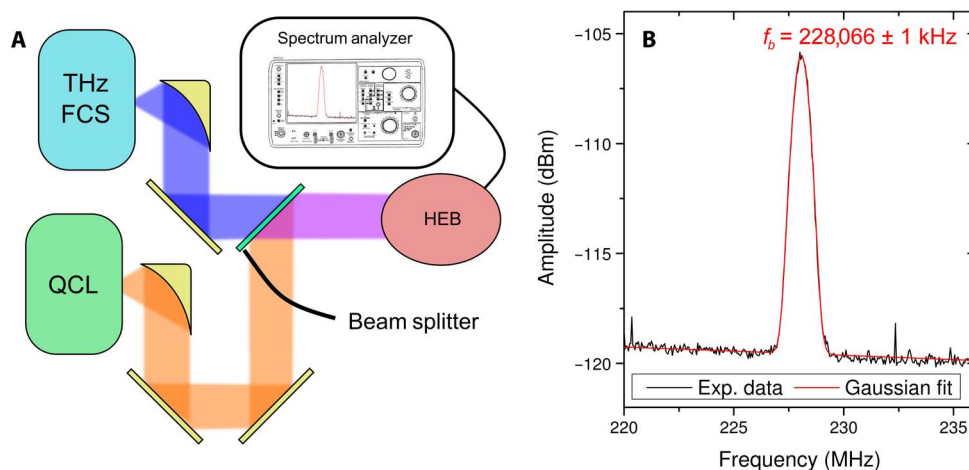 A
THz
FCS
QCL
Spectrum analyzer
HEB
Beam splitter
B
f_b = 228,066 ± 1 kHz
Amplitude (dBm)
−105
−110
−115
−120
Exp. data
Gaussian fit
220
225
230
235
Frequency (MHz)